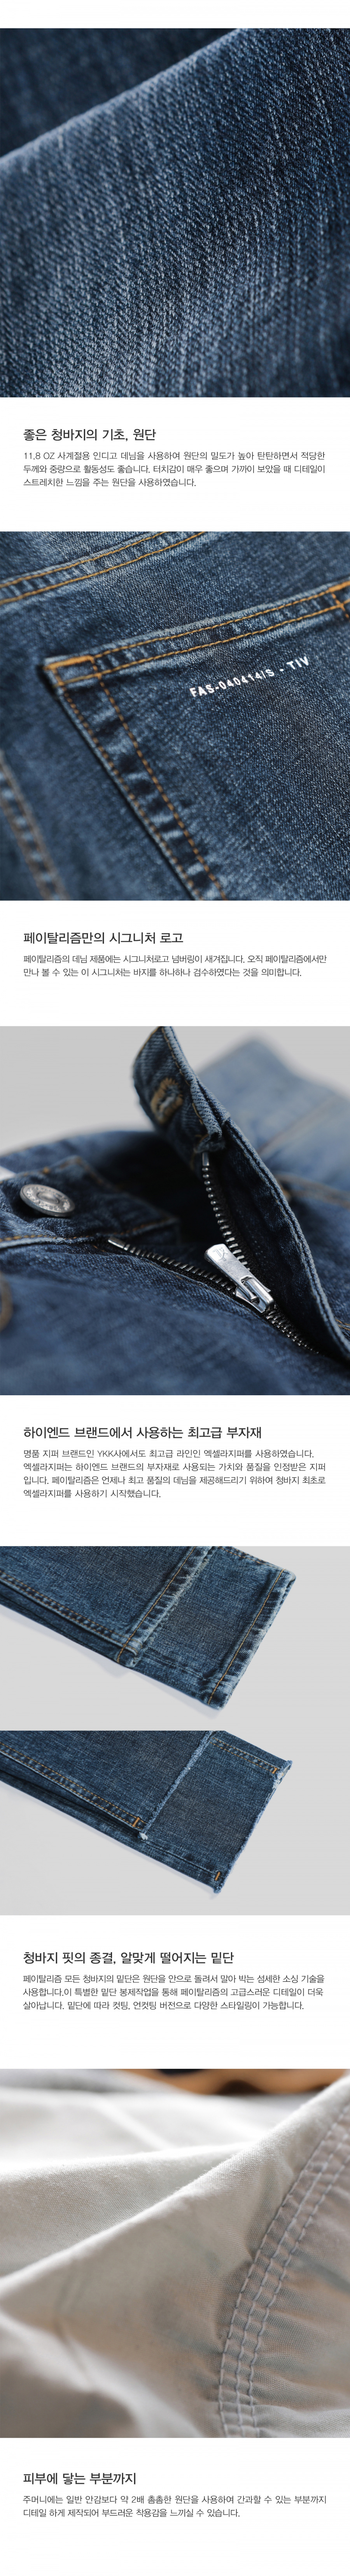 좋은 청바지의 기초, 원단
11.8 OZ 사계절용 인디고 데님을 사용하여 원단의 밀도가 높아 탄탄하면서 적당한
두께와 중량으로 활동성도 좋습니다. 터치감이 매우 좋으며 가까이 보았을 때 디테일이
스트레치한 느낌을 주는 원단을 사용하였습니다.
FAS-040414IS - TIV
페이탈리즘만의 시그니처 로고
페이탈리즘의 데님 제품에는 시그니처로고 넘버링이 새겨집니다. 오직 페이탈리즘에서만
만나 볼 수 있는 이 시그니처는 바지를 하나하나 검수하였다는 것을 의미합니다.
하이엔드 브랜드에서 사용하는 최고급 부자재
명품 지퍼 브랜드인 YKK사에서도 최고급 라인인 엑셀라지퍼를 사용하였습니다.
엑셀라지퍼는 하이엔드 브랜드의 부자재로 사용되는 가치와 품질을 인정받은 지퍼
입니다. 페이탈리즘은 언제나 최고 품질의 데님을 제공해드리기 위하여 청바지 최초로
엑셀라지퍼를 사용하기 시작했습니다.
청바지 핏의 종결, 알맞게 떨어지는 밑단
페이탈리즘 모든 청바지의 밑단은 원단을 안으로 돌려서 말아 박는 섬세한 소싱 기술을
사용합니다.이 특별한 밑단 봉제작업을 통해 페이탈리즘의 고급스러운 디테일이 더욱
살아납니다. 밑단에 따라 컷팅, 언컷팅 버전으로 다양한 스타일링이 가능합니다.
피부에 닿는 부분까지
주머니에는 일반 안감보다 약 2배 촘촘한 원단을 사용하여 간과할 수 있는 부분까지
디테일 하게 제작되어 부드러운 착용감을 느끼실 수 있습니다.